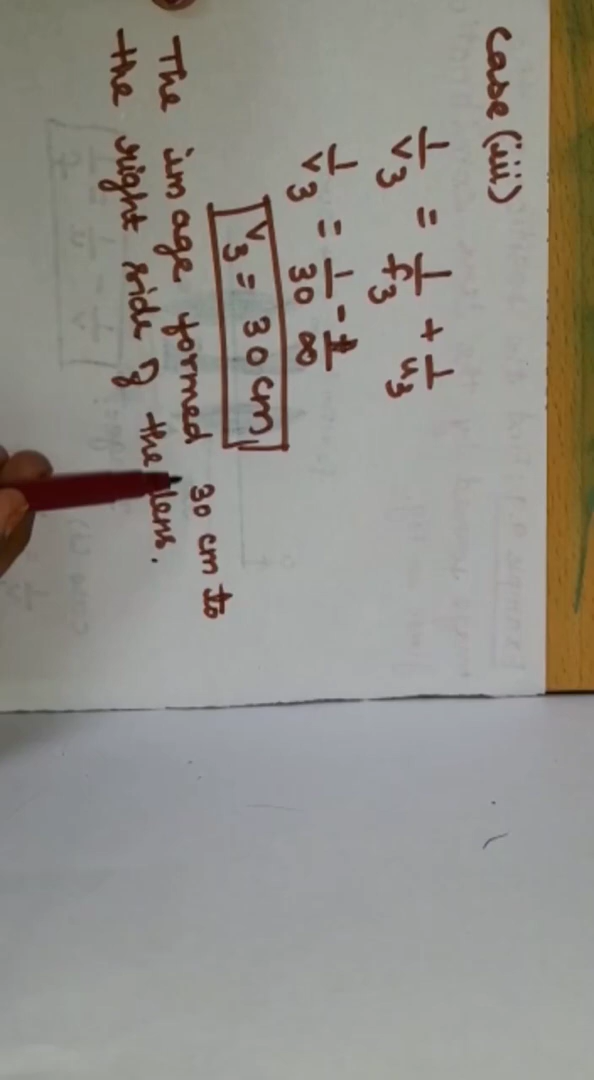 Case (iii)
1/v₃ = 1/f₃ + 1/u₃
1/v₃ = 1/30 - 1/∞
v₃ = 30 cm
The image formed 30 cm to
the right side of the lens.